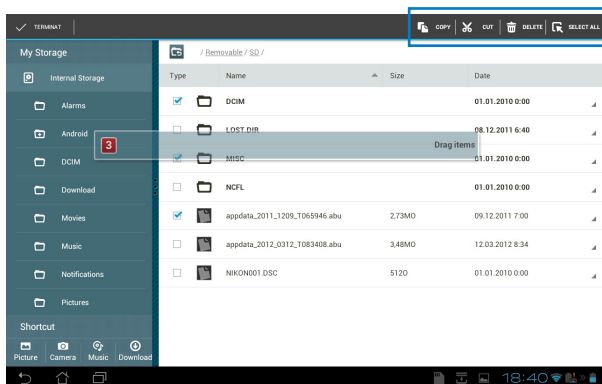 TERMINAT COPY CUT DELETE SELECT ALL
My Storage / Removable / SD /
Internal Storage Type Name Size Date
Alarms DCIM 01.01.2010 0:00
Android LOST.DIR 08.12.2011 6:40
3 Drag items
DCIM MISC 01.01.2010 0:00
Download NCFL 01.01.2010 0:00
Movies appdata_2011_1209_T065946.abu 2,73MO 09.12.2011 7:00
Music appdata_2012_0312_T083408.abu 3,48MO 12.03.2012 8:34
Notifications NIKON001.DSC 512O 01.01.2010 0:00
Pictures
Shortcut
Picture Camera Music Download
18:40